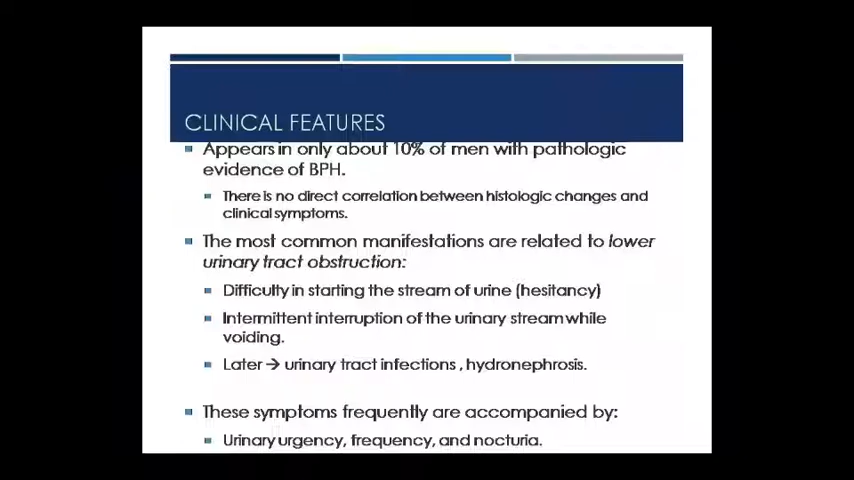 CLINICAL FEATURES
Appears in only about 10% of men with pathologic
evidence of BPH.
There is no direct correlation between histologic changes and
clinical symptoms.
The most common manifestations are related to lower
urinary tract obstruction:
Difficulty in starting the stream of urine (hesitancy)
Intermittent interruption of the urinary stream while
voiding.
Later → urinary tract infections , hydronephrosis.
These symptoms frequently are accompanied by:
Urinary urgency, frequency, and nocturia.